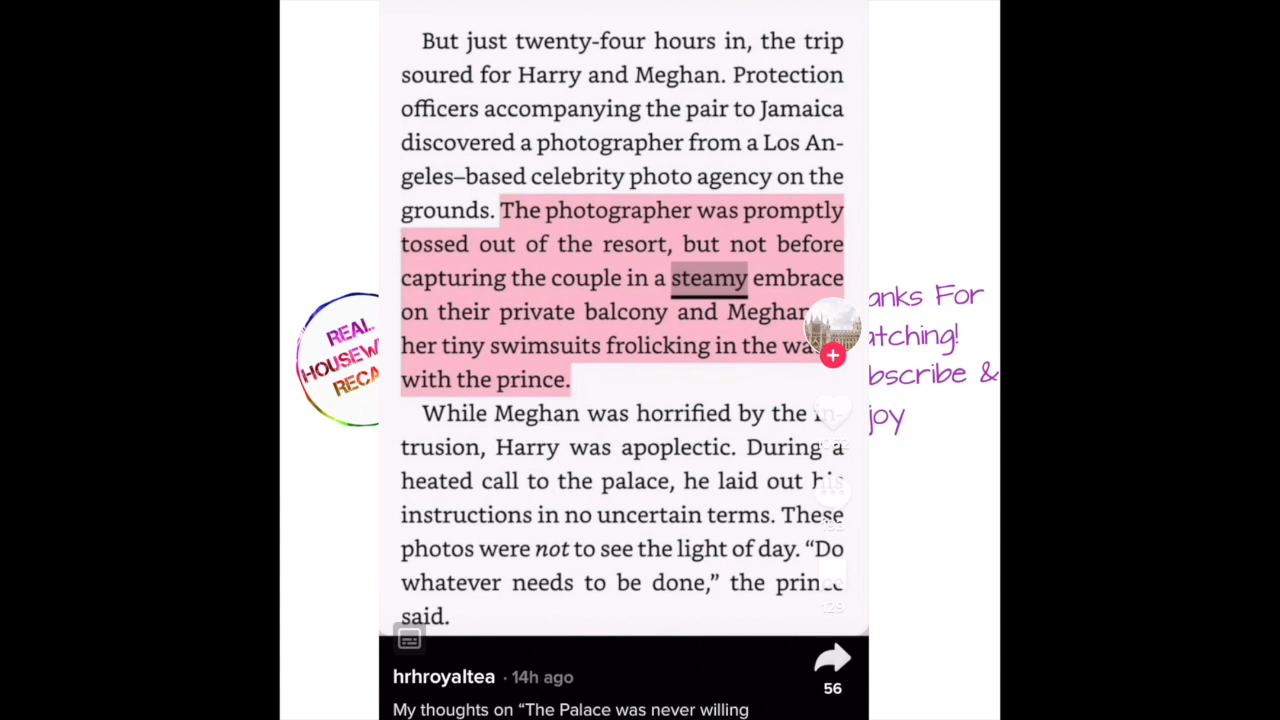 But just twenty-four hours in, the trip
soured for Harry and Meghan. Protection
officers accompanying the pair to Jamaica
discovered a photographer from a Los An-
geles–based celebrity photo agency on the
grounds. The photographer was promptly
tossed out of the resort, but not before
capturing the couple in a steamy embrace
on their private balcony and Meghan
her tiny swimsuits frolicking in the
with the prince.
While Meghan was horrified by the in-
trusion, Harry was apoplectic. During a
heated call to the palace, he laid out his
instructions in no uncertain terms. These
photos were not to see the light of day. “Do
whatever needs to be done,” the prince
said.
REAL
For
Subscribe &
hrhroyaltea · 14h ago
My thoughts on “The Palace was never willing
129
56